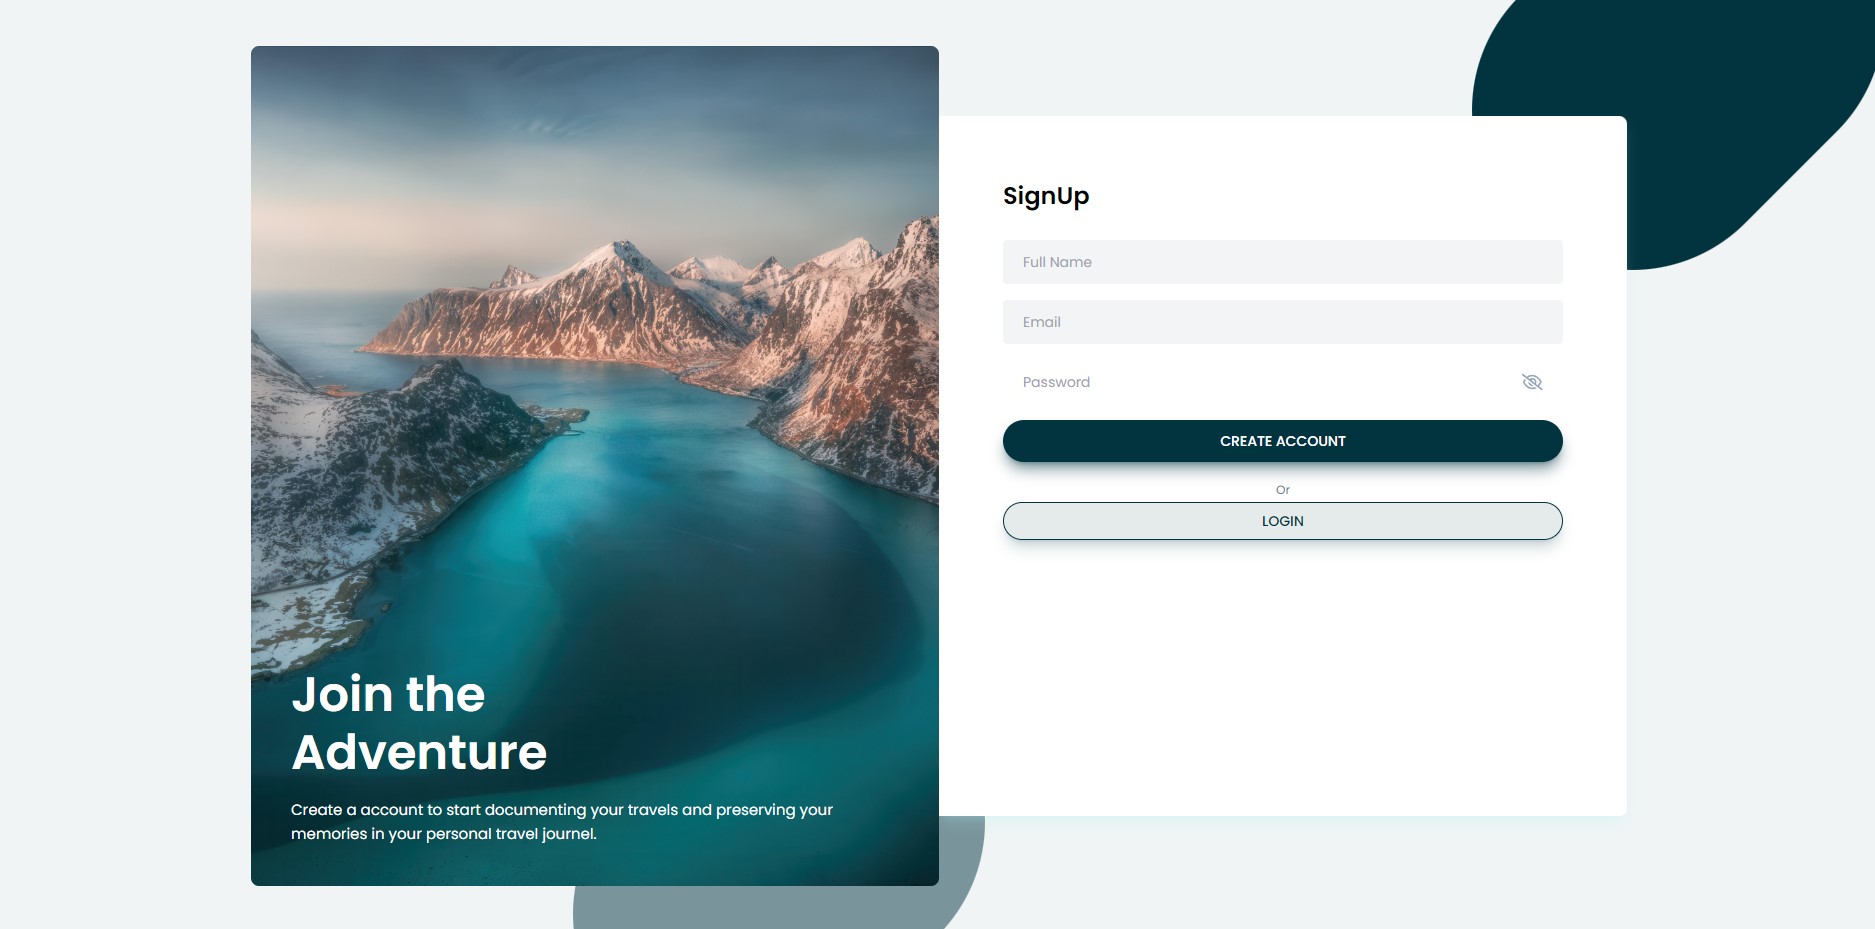 Join the
Adventure
Create a account to start documenting your travels and preserving your
memories in your personal travel journel.
SignUp
Full Name
Email
Password
CREATE ACCOUNT
Or
LOGIN